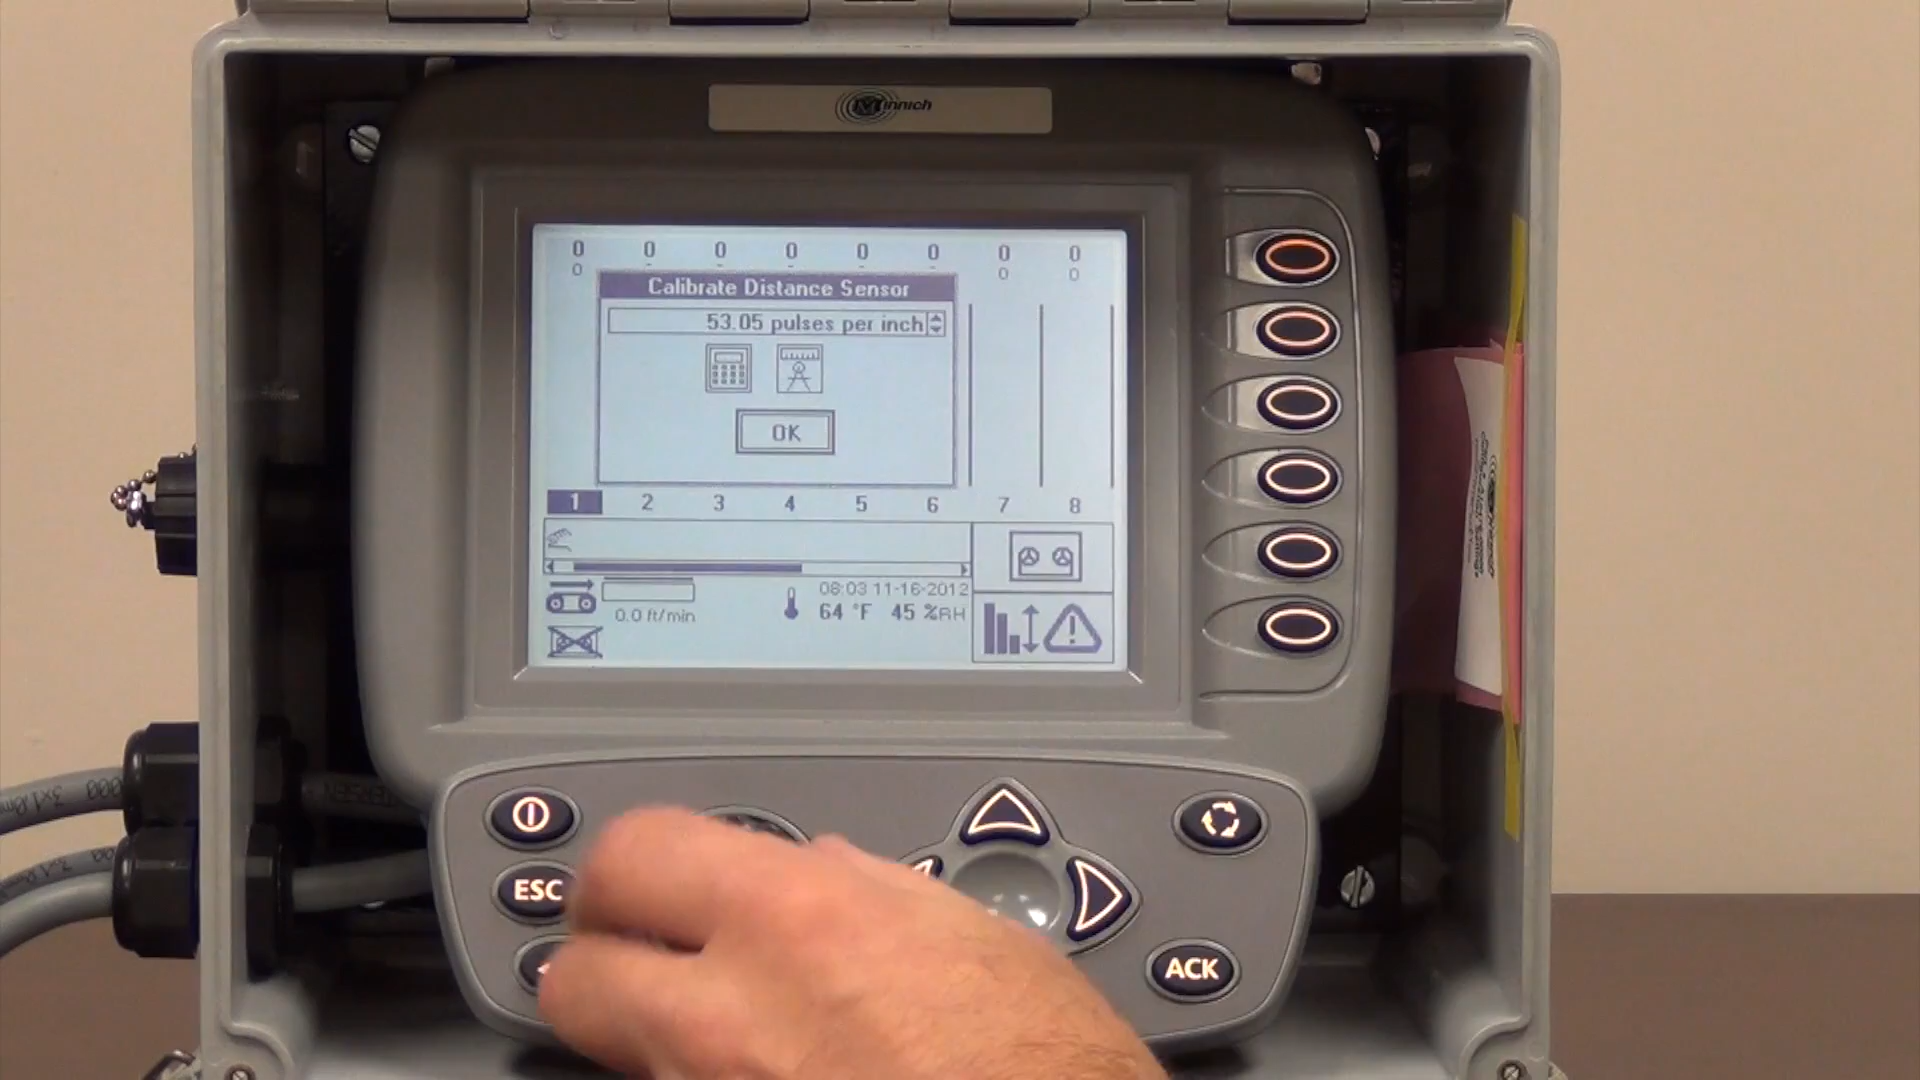 Minnich
0 0 0 0 0 0 0 0
0 0 0
Calibrate Distance Sensor
53.05 pulses per inch
OK
1 2 3 4 5 6 7 8
08:03 11-16-2012
0.0 ft/min 64 °F 45 %RH
ESC
ACK